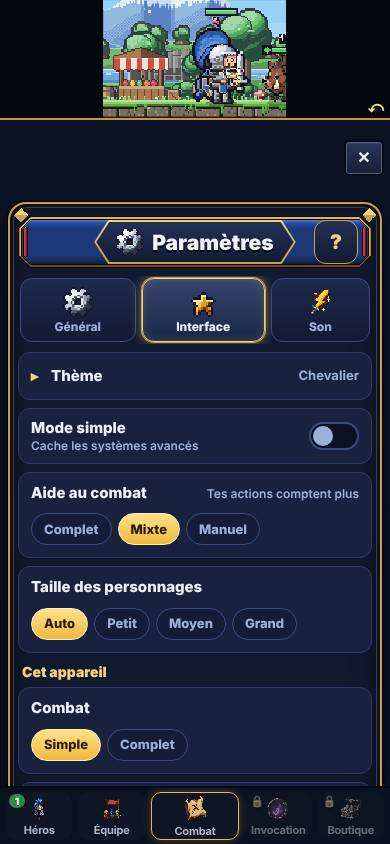 ×
Paramètres
?
Général
Interface
Son
Thème
Chevalier
Mode simple
Cache les systèmes avancés
Aide au combat
Tes actions comptent plus
Complet
Mixte
Manuel
Taille des personnages
Auto
Petit
Moyen
Grand
Cet appareil
Combat
Simple
Complet
1
Héros
Équipe
Combat
Invocation
Boutique